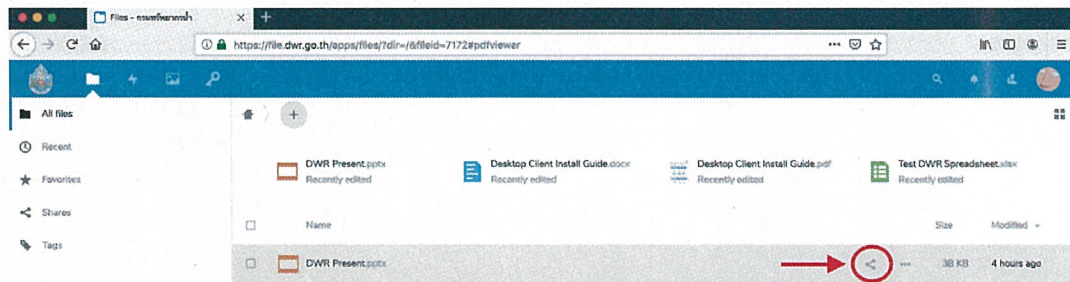 Files - กรมทรัพยากรน้ำ
https://file.dwr.go.th/apps/files/?dir=/&fileid=7172#pdfviewer
All files
Recent
Favorites
Shares
Tags
DWR Present.pptx
Recently edited
Desktop Client Install Guide.docx
Recently edited
Desktop Client Install Guide.pdf
Recently edited
Test DWR Spreadsheet.xlsx
Recently edited
Name
Size
Modified
DWR Present.pptx
38 KB
4 hours ago